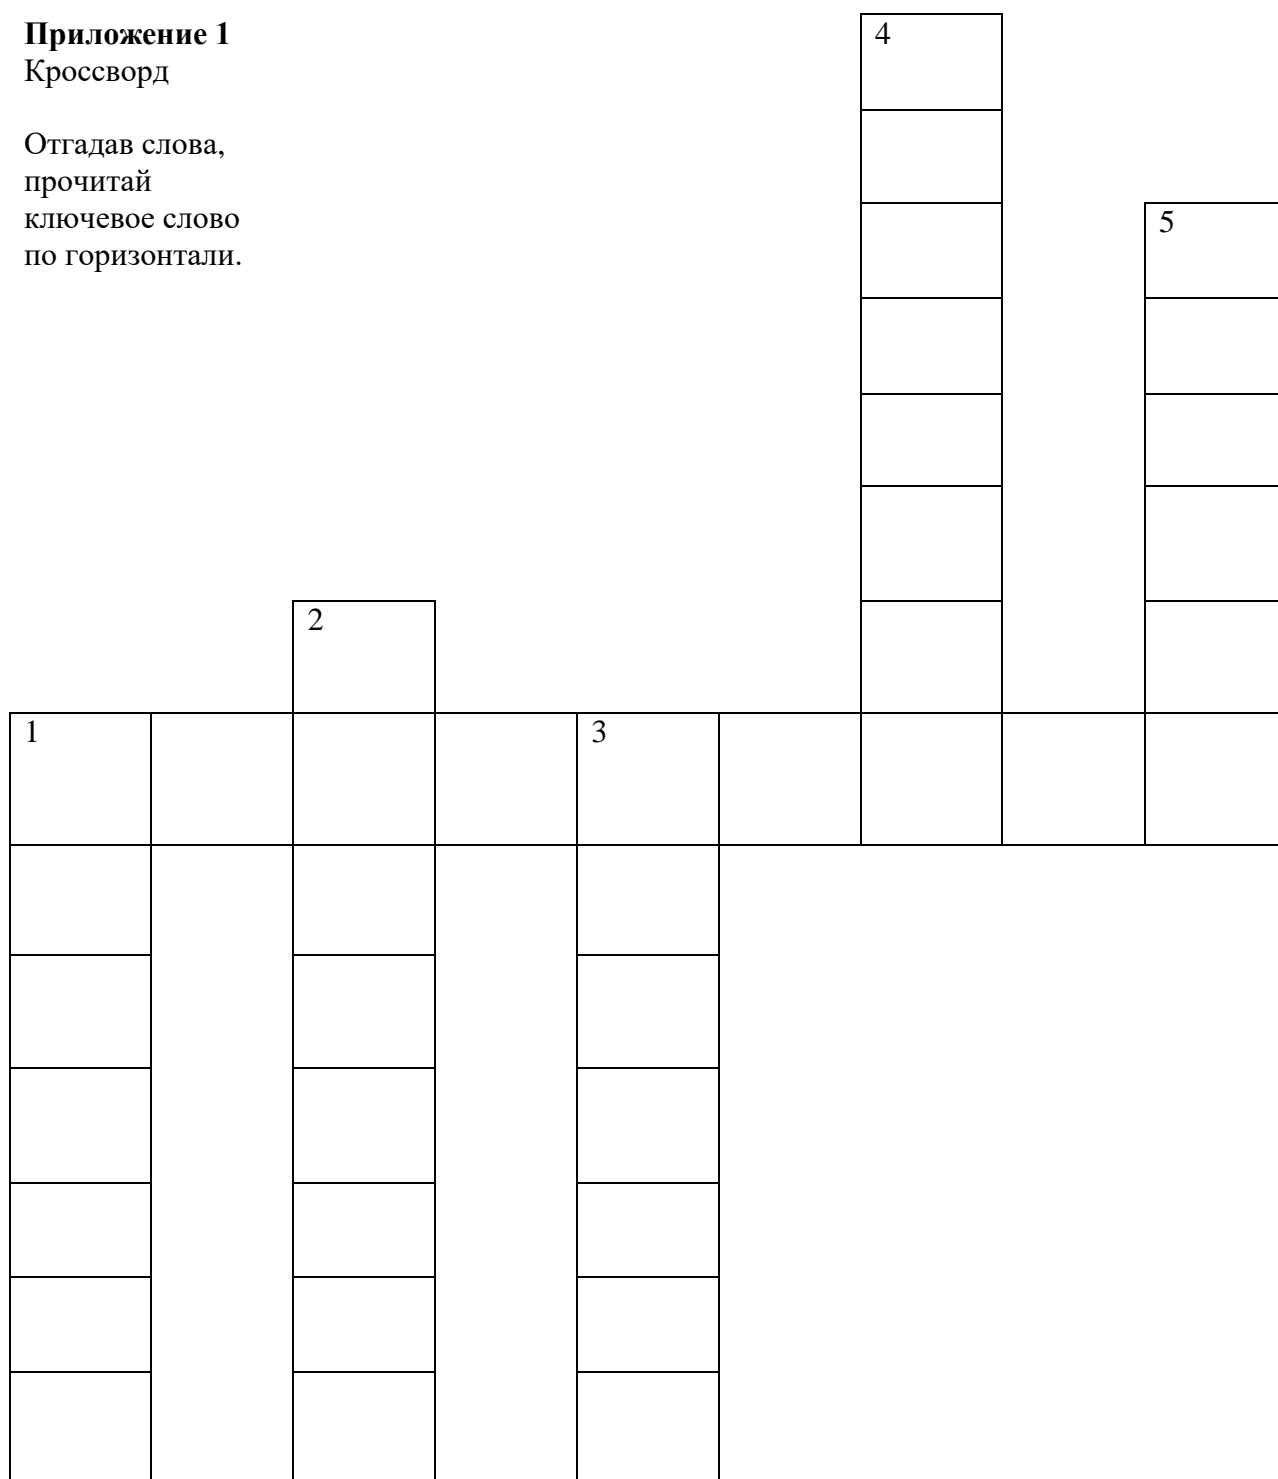 Приложение 1
Кроссворд
Отгадав слова,
прочитай
ключевое слово
по горизонтали.
4
5
2
1
3